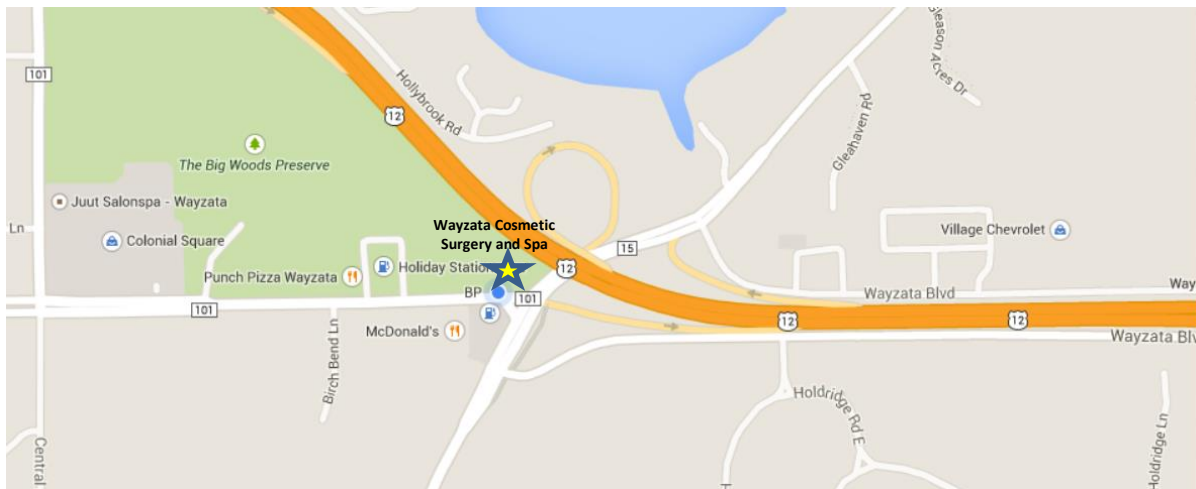 Gleason
Acres Dr
101
Hollybrook Rd
12
Gleahaven Rd
The Big Woods Preserve
Juut Salonspa - Wayzata
Ln
Colonial Square
Wayzata Cosmetic
Surgery and Spa
15
Village Chevrolet
Punch Pizza Wayzata
Holiday Station
12
BP
101
101
Wayzata Blvd
Way
McDonald's
12
12
Wayzata Blv
Birch Bend Ln
Holdridge Rd E
Holdridge Ln
Central